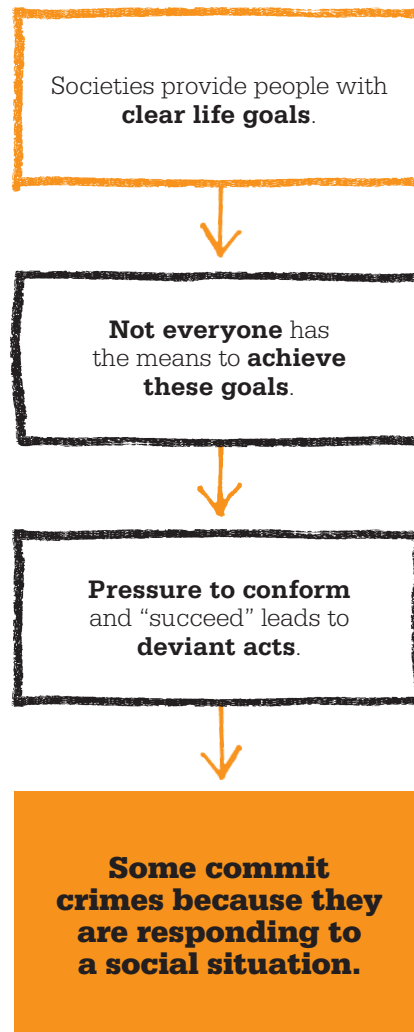 Societies provide people with
clear life goals.
Not everyone has
the means to achieve
these goals.
Pressure to conform
and “succeed” leads to
deviant acts.
Some commit
crimes because they
are responding to
a social situation.